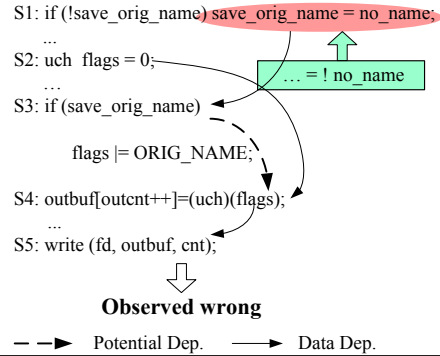 S1: if (!save_orig_name) save_orig_name = no_name;
...
S2: uch flags = 0;
… = ! no_name
…
S3: if (save_orig_name)
flags |= ORIG_NAME;
S4: outbuf[outcnt++]=(uch)(flags);
...
S5: write (fd, outbuf, cnt);
Observed wrong
Potential Dep. Data Dep.